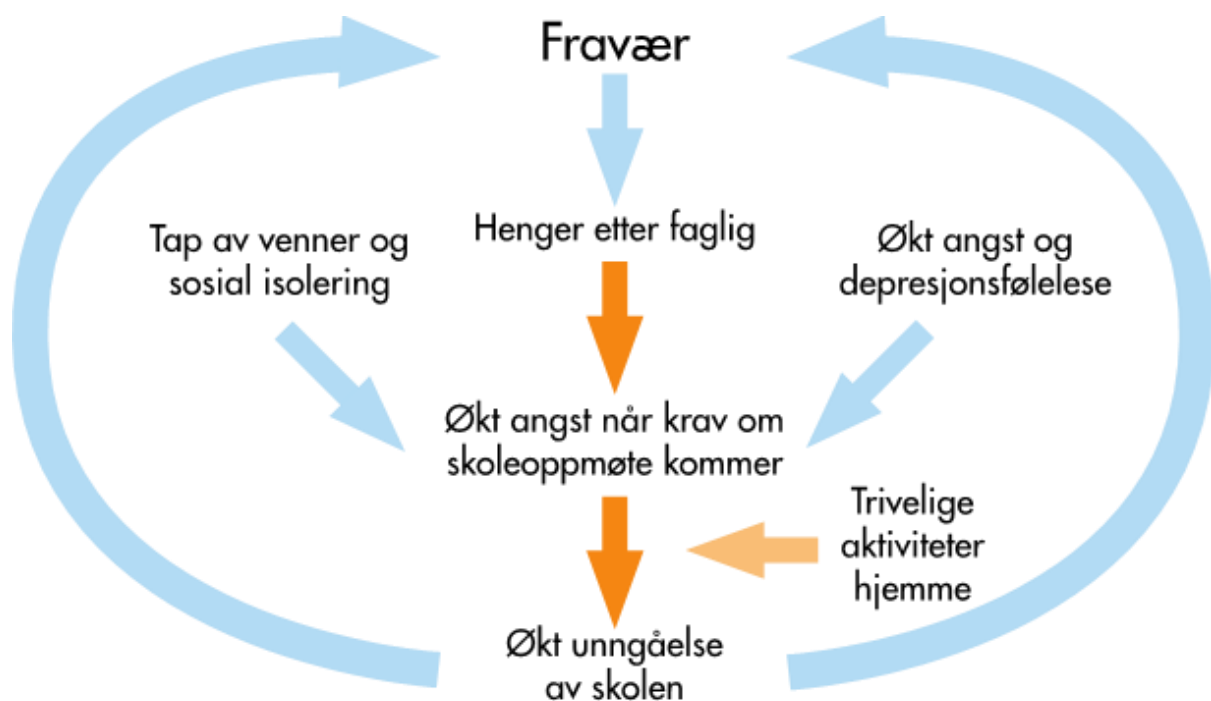 Fravær
Tap av venner og
sosial isolering
Henger etter faglig
Økt angst og
depresjonsfølelese
Økt angst når krav om
skoleoppmøte kommer
Trivelige
aktiviteter
hjemme
Økt unngåelse
av skolen